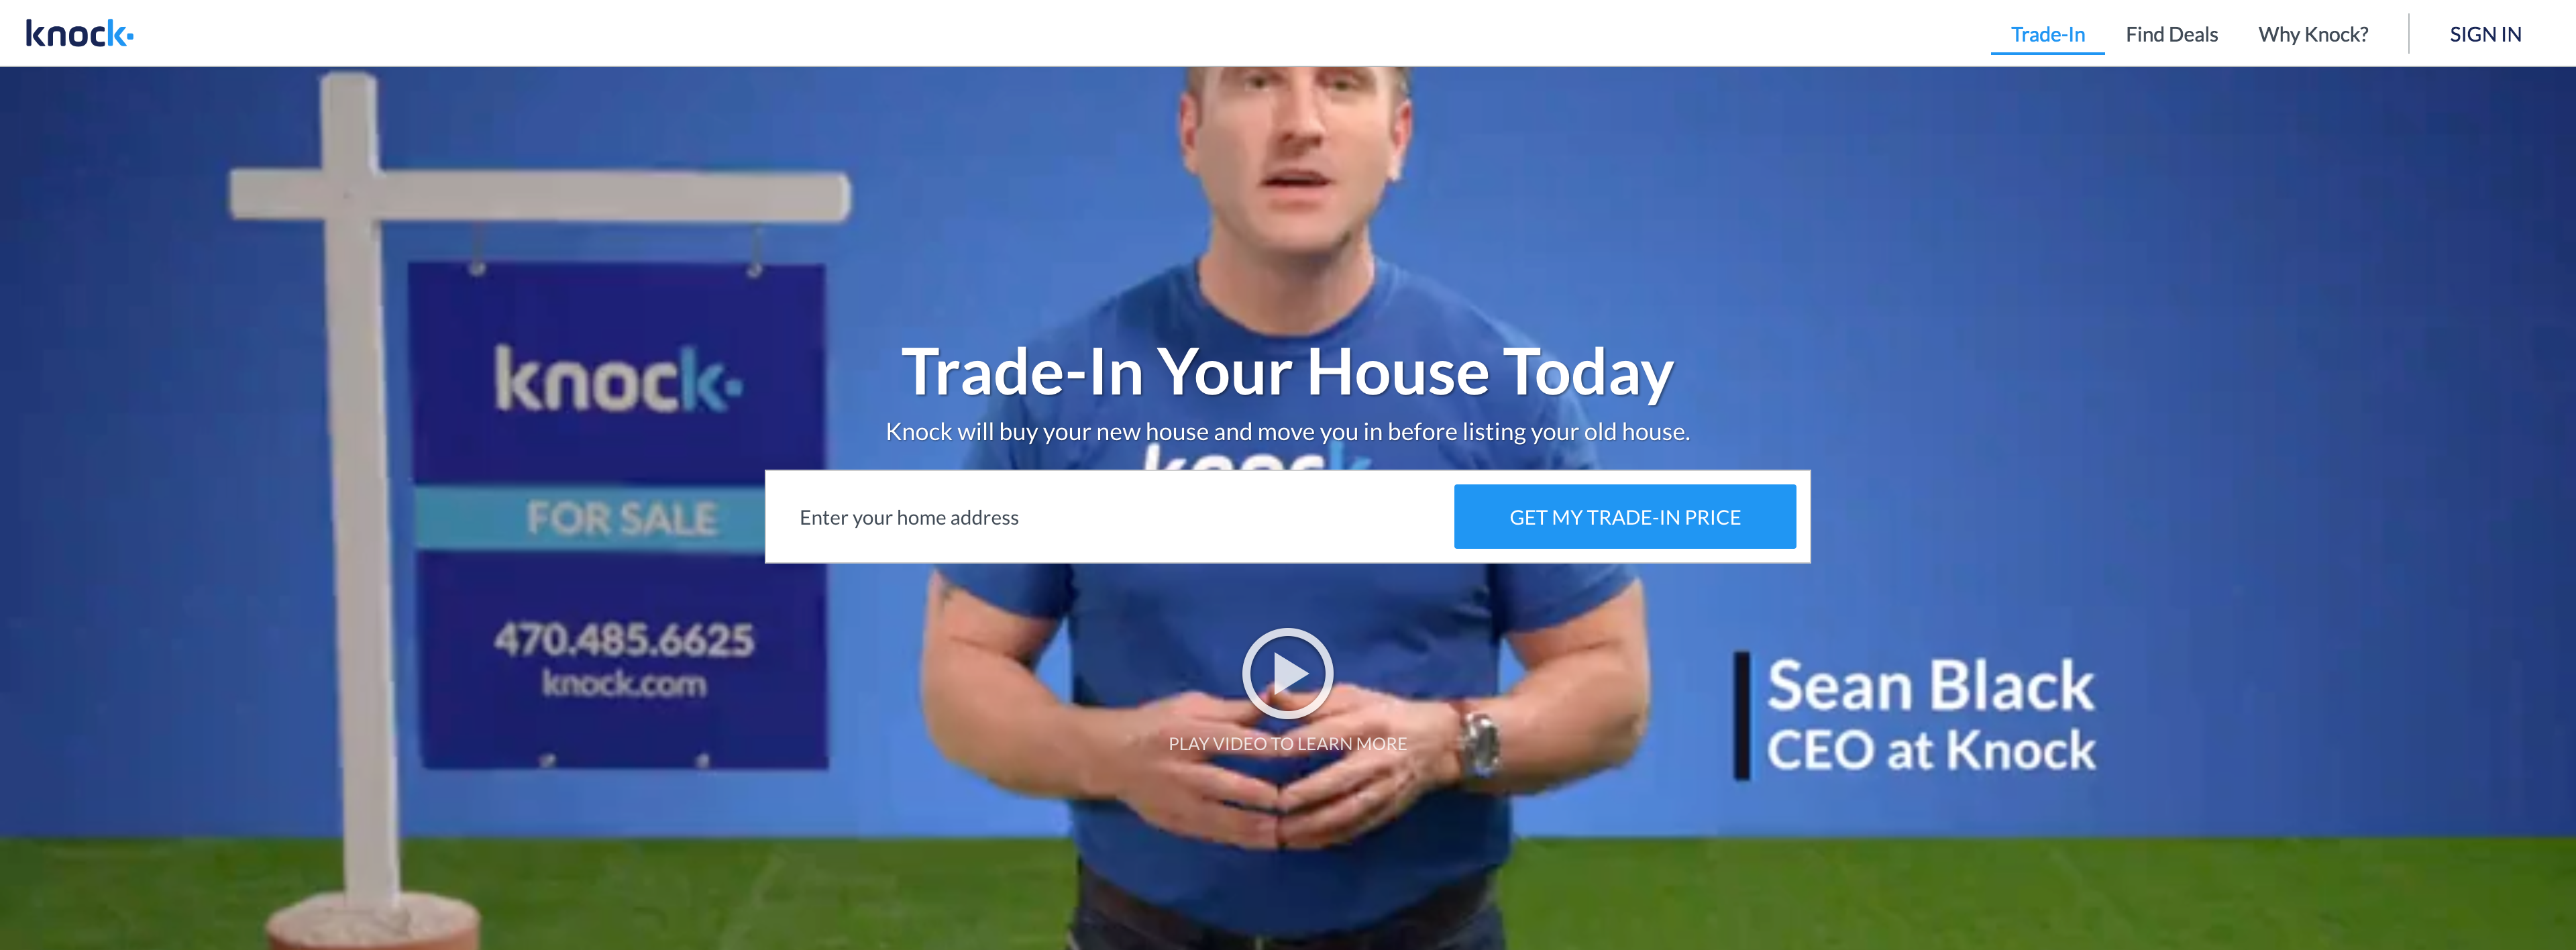 knock
Trade-In
Find Deals
Why Knock?
SIGN IN
knock
FOR SALE
470.485.6625
knock.com
Trade-In Your House Today
Knock will buy your new house and move you in before listing your old house.
knock
Enter your home address
GET MY TRADE-IN PRICE
PLAY VIDEO TO LEARN MORE
Sean Black
CEO at Knock